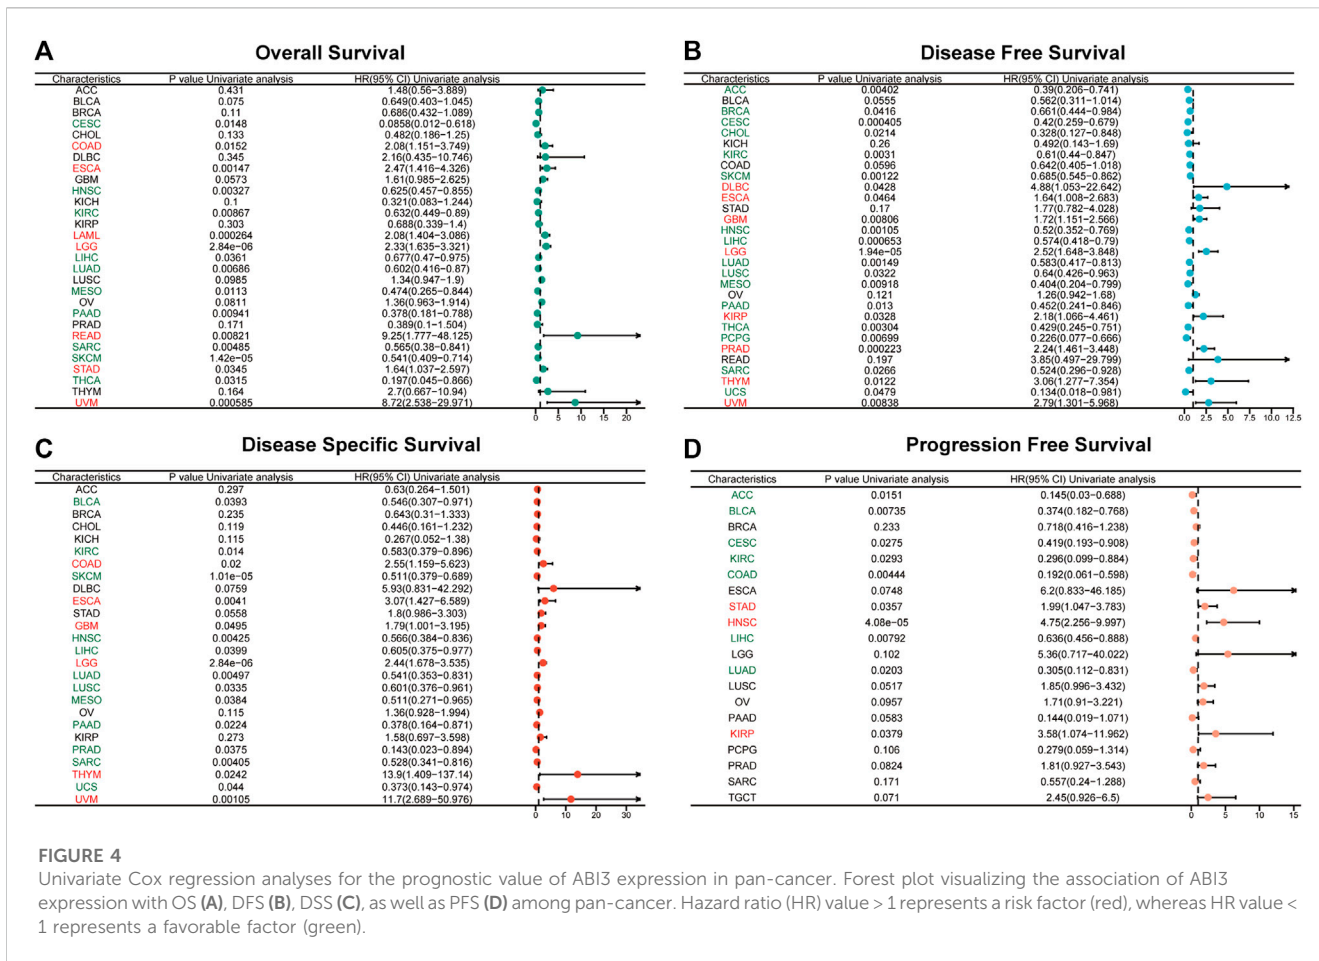 A Overall Survival
Characteristics P value Univariate analysis HR(95% CI) Univariate analysis
ACC 0.431 1.48(0.56−3.889)
BLCA 0.075 0.649(0.403−1.045)
BRCA 0.11 0.686(0.432−1.089)
CESC 0.0148 0.0858(0.012−0.618)
CHOL 0.133 0.482(0.186−1.25)
COAD 0.0152 2.08(1.151−3.749)
DLBC 0.345 2.16(0.435−10.746)
ESCA 0.00147 2.47(1.416−4.326)
GBM 0.0573 1.61(0.985−2.625)
HNSC 0.00327 0.625(0.457−0.855)
KICH 0.1 0.321(0.083−1.244)
KIRC 0.00867 0.632(0.449−0.89)
KIRP 0.303 0.688(0.339−1.4)
LAML 0.000264 2.08(1.404−3.086)
LGG 2.84e−06 2.33(1.635−3.321)
LIHC 0.0361 0.677(0.47−0.975)
LUAD 0.00686 0.602(0.416−0.87)
LUSC 0.0985 1.34(0.947−1.9)
MESO 0.0113 0.474(0.265−0.844)
OV 0.0811 1.36(0.963−1.914)
PAAD 0.00941 0.378(0.181−0.788)
PRAD 0.171 0.389(0.1−1.504)
READ 0.00821 9.25(1.777−48.125)
SARC 0.00485 0.565(0.38−0.841)
SKCM 1.42e−05 0.541(0.409−0.714)
STAD 0.0345 1.64(1.037−2.597)
THCA 0.0315 0.197(0.045−0.866)
THYM 0.164 2.7(0.667−10.94)
UVM 0.000585 8.72(2.538−29.971)
0 5 10 15 20
B Disease Free Survival
Characteristics P value Univariate analysis HR(95% CI) Univariate analysis
ACC 0.00402 0.39(0.206−0.741)
BLCA 0.0555 0.562(0.311−1.014)
BRCA 0.0416 0.661(0.444−0.984)
CESC 0.000405 0.42(0.259−0.679)
CHOL 0.0214 0.328(0.127−0.848)
KICH 0.26 0.492(0.143−1.69)
KIRC 0.0031 0.61(0.44−0.847)
COAD 0.0596 0.642(0.405−1.018)
SKCM 0.00122 0.685(0.545−0.862)
DLBC 0.0428 4.88(1.053−22.642)
ESCA 0.0464 1.64(1.008−2.683)
STAD 0.17 1.77(0.782−4.028)
GBM 0.00806 1.72(1.151−2.566)
HNSC 0.00105 0.52(0.352−0.769)
LIHC 0.000653 0.574(0.418−0.79)
LGG 1.94e−05 2.52(1.648−3.848)
LUAD 0.00149 0.583(0.417−0.813)
LUSC 0.0322 0.64(0.426−0.963)
MESO 0.00918 0.404(0.204−0.799)
OV 0.121 1.26(0.942−1.68)
PAAD 0.013 0.452(0.241−0.846)
KIRP 0.0328 2.18(1.066−4.461)
THCA 0.00304 0.429(0.245−0.751)
PCPG 0.00699 0.226(0.077−0.666)
PRAD 0.000223 2.24(1.461−3.448)
READ 0.197 3.85(0.497−29.799)
SARC 0.0266 0.524(0.296−0.928)
THYM 0.0122 3.06(1.277−7.354)
UCS 0.0479 0.134(0.018−0.981)
UVM 0.00838 2.79(1.301−5.968)
0.0 2.5 5.0 7.5 10.0 12.5
C Disease Specific Survival
Characteristics P value Univariate analysis HR(95% CI) Univariate analysis
ACC 0.297 0.63(0.264−1.501)
BLCA 0.0393 0.546(0.307−0.971)
BRCA 0.235 0.643(0.31−1.333)
CHOL 0.119 0.446(0.161−1.232)
KICH 0.115 0.267(0.052−1.38)
KIRC 0.014 0.583(0.379−0.896)
COAD 0.02 2.55(1.159−5.623)
SKCM 1.01e−05 0.511(0.379−0.689)
DLBC 0.0759 5.93(0.831−42.292)
ESCA 0.0041 3.07(1.427−6.589)
STAD 0.0558 1.8(0.986−3.303)
GBM 0.0495 1.79(1.001−3.195)
HNSC 0.00425 0.566(0.384−0.836)
LIHC 0.0399 0.605(0.375−0.977)
LGG 2.84e−06 2.44(1.678−3.535)
LUAD 0.00497 0.541(0.353−0.831)
LUSC 0.0335 0.601(0.376−0.961)
MESO 0.0384 0.511(0.271−0.965)
OV 0.115 1.36(0.928−1.994)
PAAD 0.0224 0.378(0.164−0.871)
KIRP 0.273 1.58(0.697−3.598)
PRAD 0.0375 0.143(0.023−0.894)
SARC 0.00405 0.528(0.341−0.816)
THYM 0.0242 13.9(1.409−137.14)
UCS 0.044 0.373(0.143−0.974)
UVM 0.00105 11.7(2.689−50.976)
0 10 20 30
D Progression Free Survival
Characteristics P value Univariate analysis HR(95% CI) Univariate analysis
ACC 0.0151 0.145(0.03−0.688)
BLCA 0.00735 0.374(0.182−0.768)
BRCA 0.233 0.718(0.416−1.238)
CESC 0.0275 0.419(0.193−0.908)
KIRC 0.0293 0.296(0.099−0.884)
COAD 0.00444 0.192(0.061−0.598)
ESCA 0.0748 6.2(0.833−46.185)
STAD 0.0357 1.99(1.047−3.783)
HNSC 4.08e−05 4.75(2.256−9.997)
LIHC 0.00792 0.636(0.456−0.888)
LGG 0.102 5.36(0.717−40.022)
LUAD 0.0203 0.305(0.112−0.831)
LUSC 0.0517 1.85(0.996−3.432)
OV 0.0957 1.71(0.91−3.221)
PAAD 0.0583 0.144(0.019−1.071)
KIRP 0.0379 3.58(1.074−11.962)
PCPG 0.106 0.279(0.059−1.314)
PRAD 0.0824 1.81(0.927−3.543)
SARC 0.171 0.557(0.24−1.288)
TGCT 0.071 2.45(0.926−6.5)
0 5 10 15
FIGURE 4
Univariate Cox regression analyses for the prognostic value of ABI3 expression in pan-cancer. Forest plot visualizing the association of ABI3
expression with OS (A), DFS (B), DSS (C), as well as PFS (D) among pan-cancer. Hazard ratio (HR) value > 1 represents a risk factor (red), whereas HR value <
1 represents a favorable factor (green).